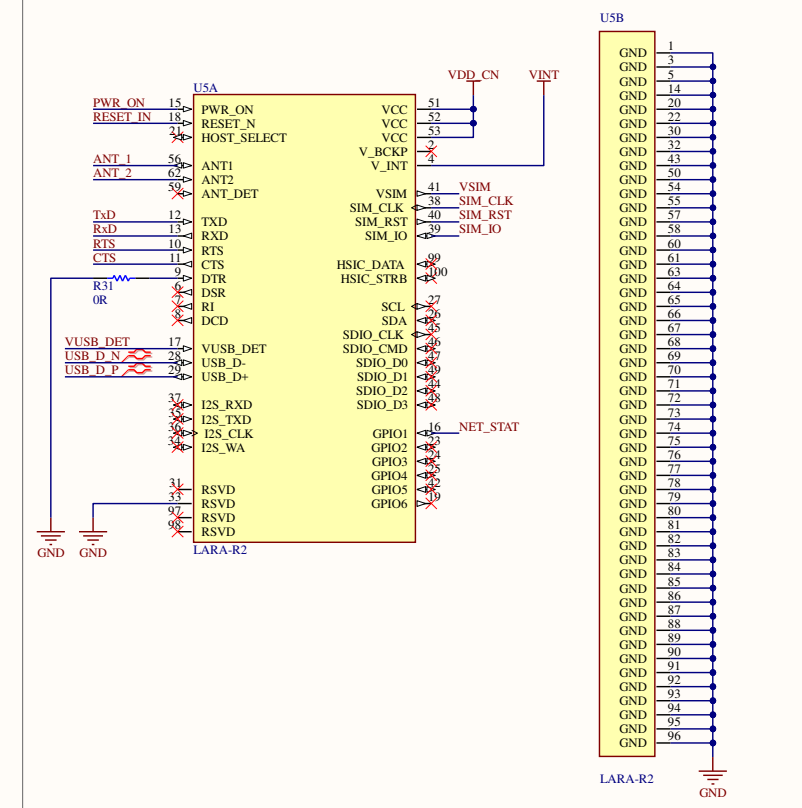 U5B
U5A
VDD_CN
VINT
PWR_ON 15 PWR_ON VCC 51
RESET_IN 18 RESET_N VCC 52
21 HOST_SELECT VCC 53
V_BCKP 2
ANT_1 56 ANT1 V_INT 4
ANT_2 62 ANT2
59 ANT_DET VSIM 41 VSIM
SIM_CLK 38 SIM_CLK
TxD 12 TXD SIM_RST 40 SIM_RST
RxD 13 RXD SIM_IO 39 SIM_IO
RTS 10 RTS
CTS 11 CTS HSIC_DATA 99
9 DTR HSIC_STRB 100
R31
0R
6 DSR
7 RI SCL 27
8 DCD SDA 26
SDIO_CLK 45
VUSB_DET 17 VUSB_DET SDIO_CMD 46
USB_D_N 28 USB_D- SDIO_D0 47
USB_D_P 29 USB_D+ SDIO_D1 49
SDIO_D2 44
37 I2S_RXD SDIO_D3 48
35 I2S_TXD
36 I2S_CLK GPIO1 16 NET_STAT
34 I2S_WA GPIO2 23
GPIO3 24
GPIO4 25
31 RSVD GPIO5 42
33 RSVD GPIO6 19
97 RSVD
98 RSVD
LARA-R2
GND GND
GND 1
GND 3
GND 5
GND 14
GND 20
GND 22
GND 30
GND 32
GND 43
GND 50
GND 54
GND 55
GND 57
GND 58
GND 60
GND 61
GND 63
GND 64
GND 65
GND 66
GND 67
GND 68
GND 69
GND 70
GND 71
GND 72
GND 73
GND 74
GND 75
GND 76
GND 77
GND 78
GND 79
GND 80
GND 81
GND 82
GND 83
GND 84
GND 85
GND 86
GND 87
GND 88
GND 89
GND 90
GND 91
GND 92
GND 93
GND 94
GND 95
GND 96
LARA-R2
GND